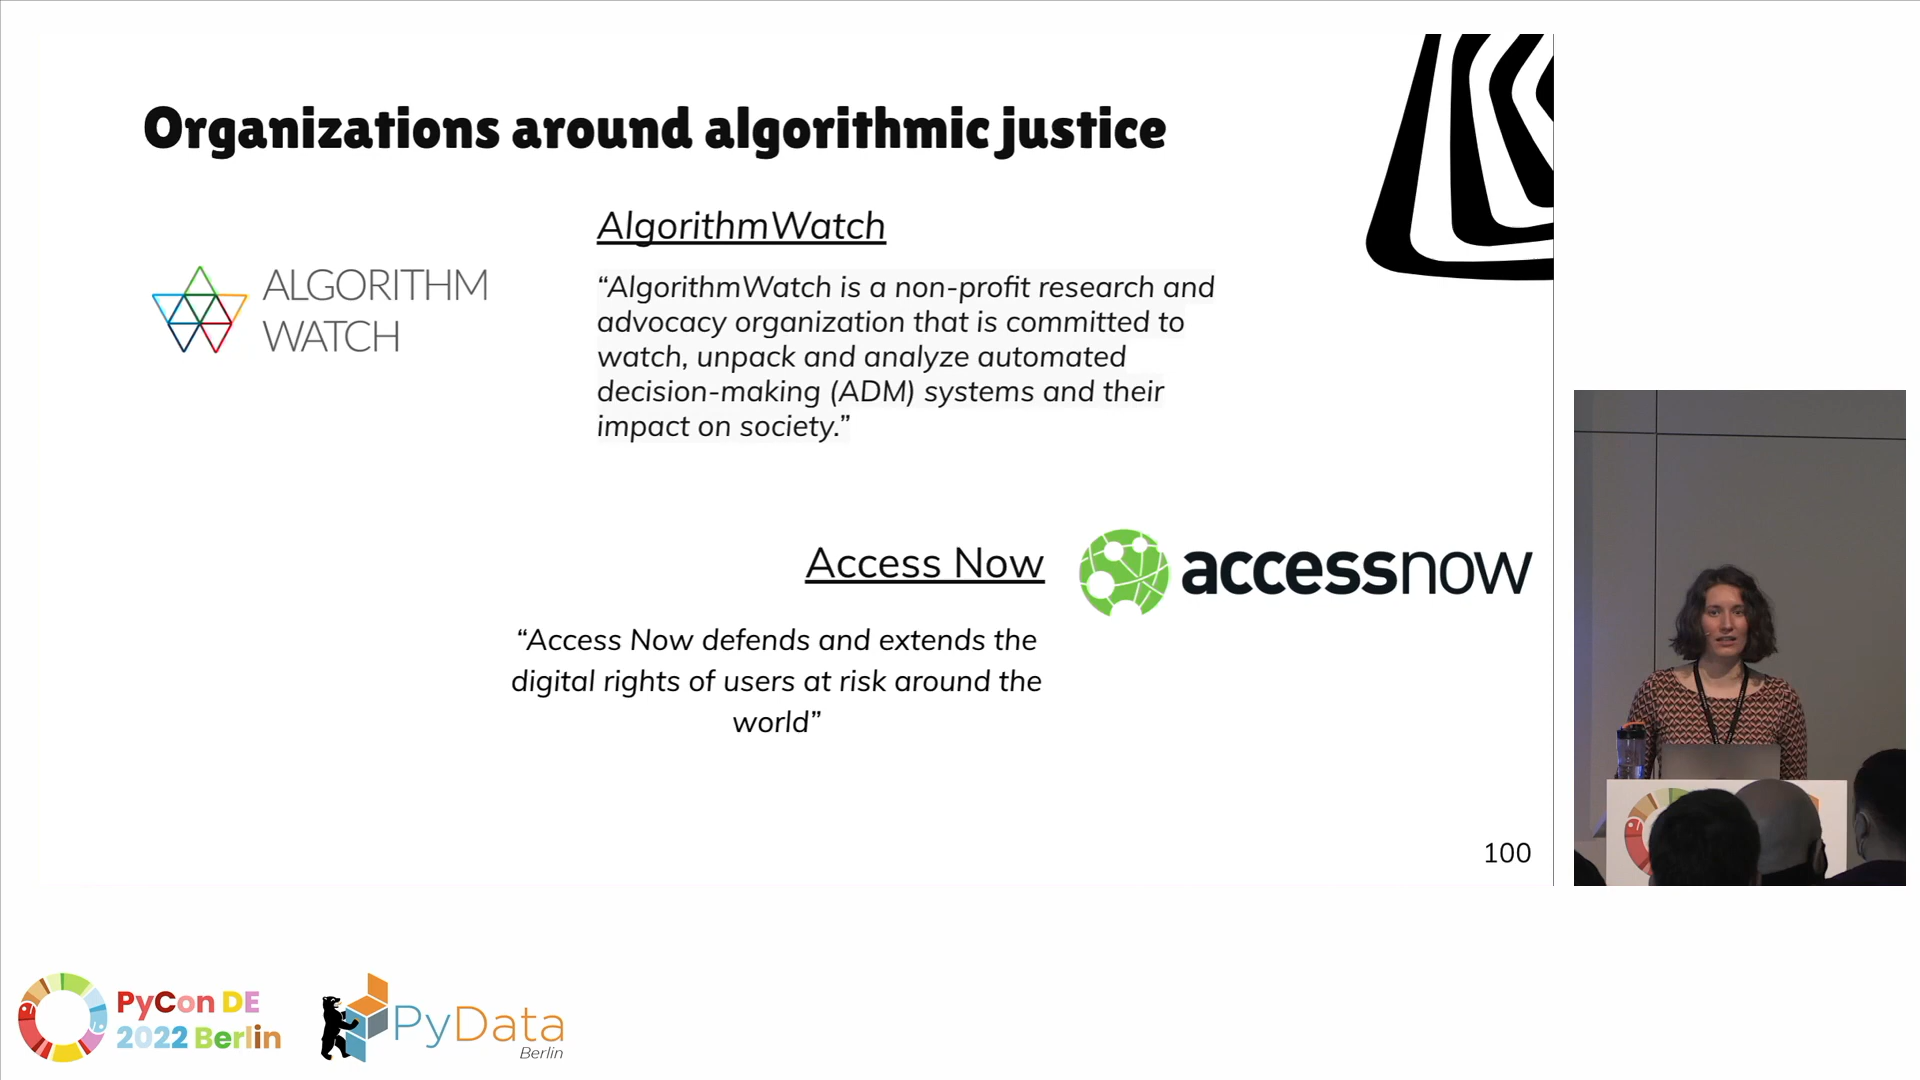 Organizations around algorithmic justice
AlgorithmWatch
ALGORITHM
WATCH
“AlgorithmWatch is a non-profit research and
advocacy organization that is committed to
watch, unpack and analyze automated
decision-making (ADM) systems and their
impact on society.”
Access Now
accessnow
“Access Now defends and extends the
digital rights of users at risk around the
world”
100
PyCon DE
2022 Berlin
PyData
Berlin